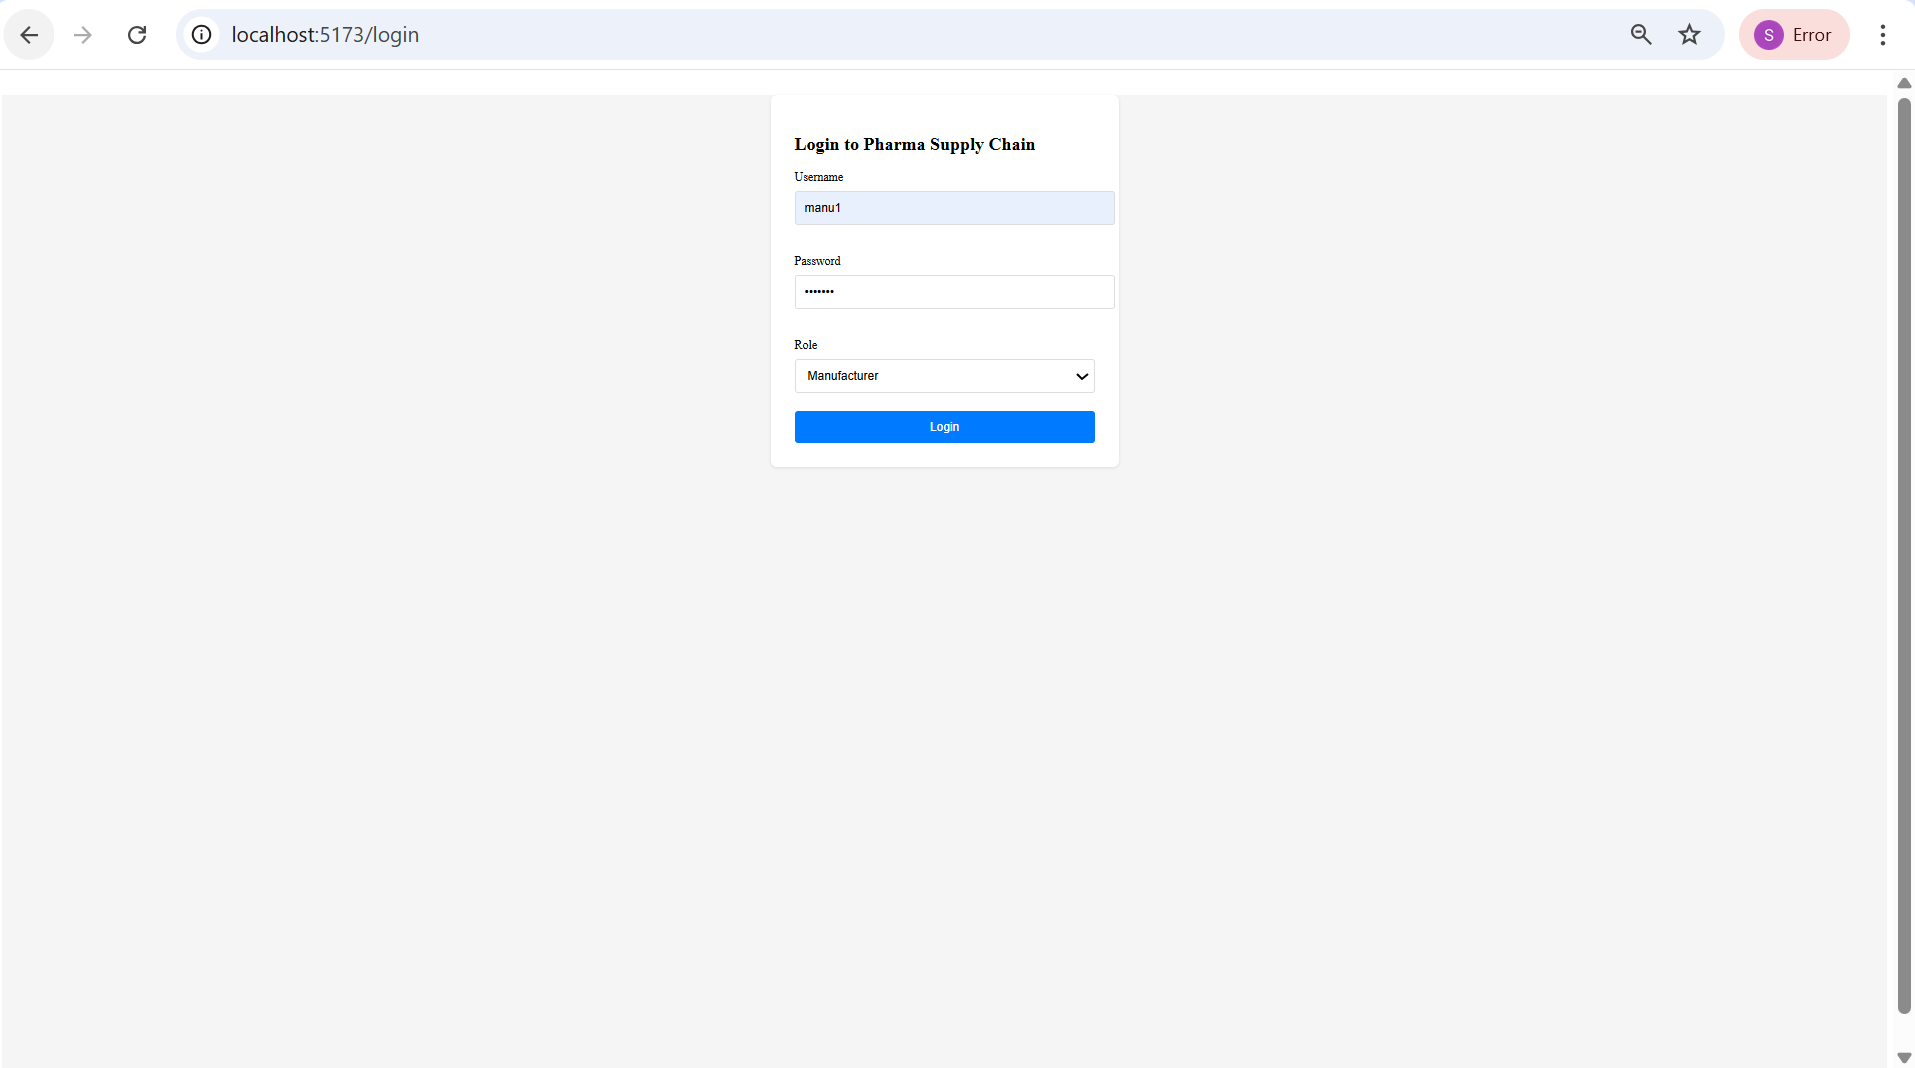 localhost:5173/login
S Error
Login to Pharma Supply Chain
Username
manu1
Password
•••••••
Role
Manufacturer
Login